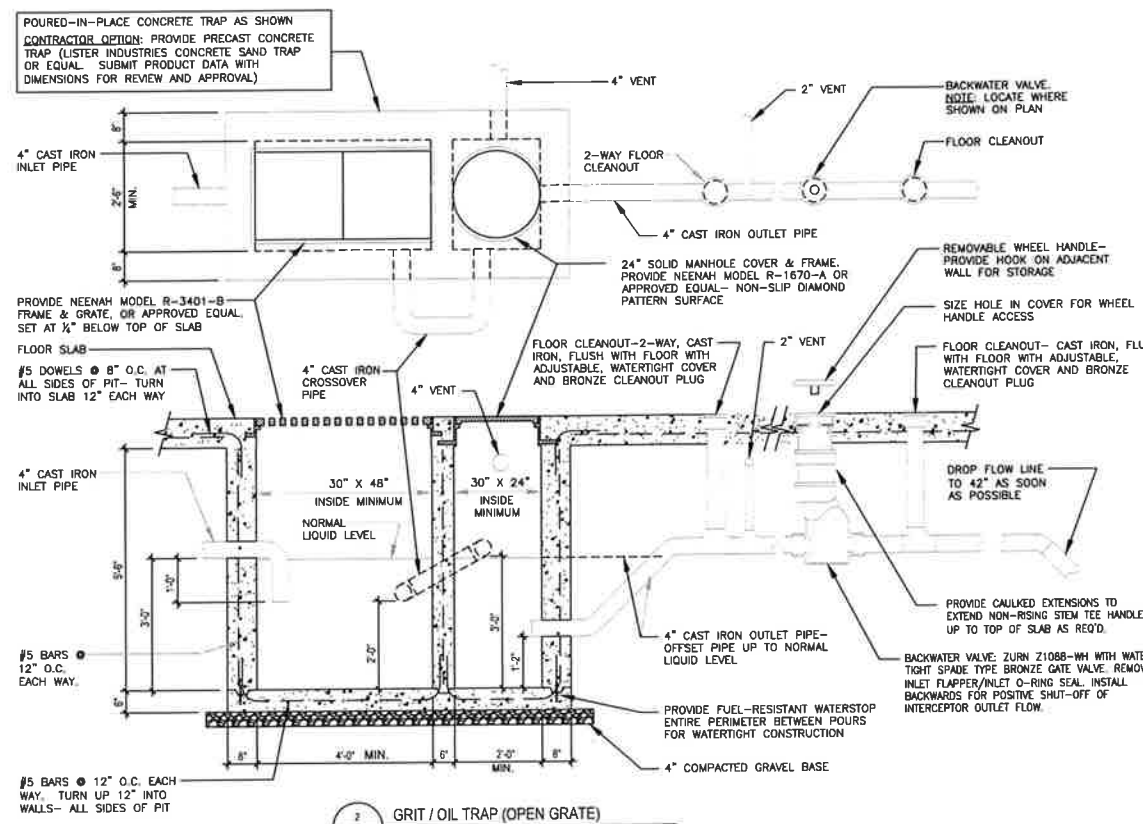 POURED-IN-PLACE CONCRETE TRAP AS SHOWN
CONTRACTOR OPTION: PROVIDE PRECAST CONCRETE
TRAP (LISTER INDUSTRIES CONCRETE SAND TRAP
OR EQUAL. SUBMIT PRODUCT DATA WITH
DIMENSIONS FOR REVIEW AND APPROVAL)
4" VENT
2" VENT
BACKWATER VALVE.
NOTE: LOCATE WHERE
SHOWN ON PLAN
8"
4" CAST IRON
INLET PIPE
2'-6"
MIN.
8"
2-WAY FLOOR
CLEANOUT
FLOOR CLEANOUT
4" CAST IRON OUTLET PIPE
REMOVABLE WHEEL HANDLE-
PROVIDE HOOK ON ADJACENT
WALL FOR STORAGE
24" SOLID MANHOLE COVER & FRAME.
PROVIDE NEENAH MODEL R-1670-A OR
APPROVED EQUAL- NON-SLIP DIAMOND
PATTERN SURFACE
PROVIDE NEENAH MODEL R-3401-B
FRAME & GRATE, OR APPROVED EQUAL.
SET AT ¼" BELOW TOP OF SLAB
SIZE HOLE IN COVER FOR WHEEL
HANDLE ACCESS
FLOOR SLAB
#5 DOWELS @ 8" O.C. AT
ALL SIDES OF PIT- TURN
INTO SLAB 12" EACH WAY
4" CAST IRON
CROSSOVER
PIPE
4" VENT
FLOOR CLEANOUT-2-WAY, CAST
IRON, FLUSH WITH FLOOR WITH
ADJUSTABLE, WATERTIGHT COVER
AND BRONZE CLEANOUT PLUG
2" VENT
FLOOR CLEANOUT- CAST IRON, FLU
WITH FLOOR WITH ADJUSTABLE,
WATERTIGHT COVER AND BRONZE
CLEANOUT PLUG
4" CAST IRON
INLET PIPE
30" X 48"
INSIDE MINIMUM
30" X 24"
INSIDE
MINIMUM
NORMAL
LIQUID LEVEL
DROP FLOW LINE
TO 42" AS SOON
AS POSSIBLE
5'-6"
3'-0"
1'-0"
2'-0"
3'-0"
1'-2"
6"
#5 BARS @
12" O.C.
EACH WAY.
4" CAST IRON OUTLET PIPE-
OFFSET PIPE UP TO NORMAL
LIQUID LEVEL
PROVIDE CAULKED EXTENSIONS TO
EXTEND NON-RISING STEM TEE HANDLE
UP TO TOP OF SLAB AS REQ'D.
BACKWATER VALVE: ZURN Z1088-WH WITH WATE
TIGHT SPADE TYPE BRONZE GATE VALVE. REMOV
INLET FLAPPER/INLET O-RING SEAL. INSTALL
BACKWARDS FOR POSITIVE SHUT-OFF OF
INTERCEPTOR OUTLET FLOW.
PROVIDE FUEL-RESISTANT WATERSTOP
ENTIRE PERIMETER BETWEEN POURS
FOR WATERTIGHT CONSTRUCTION
8"
4'-0" MIN.
6"
2'-0"
MIN.
8"
4" COMPACTED GRAVEL BASE
#5 BARS @ 12" O.C. EACH
WAY. TURN UP 12" INTO
WALLS- ALL SIDES OF PIT
2
GRIT / OIL TRAP (OPEN GRATE)